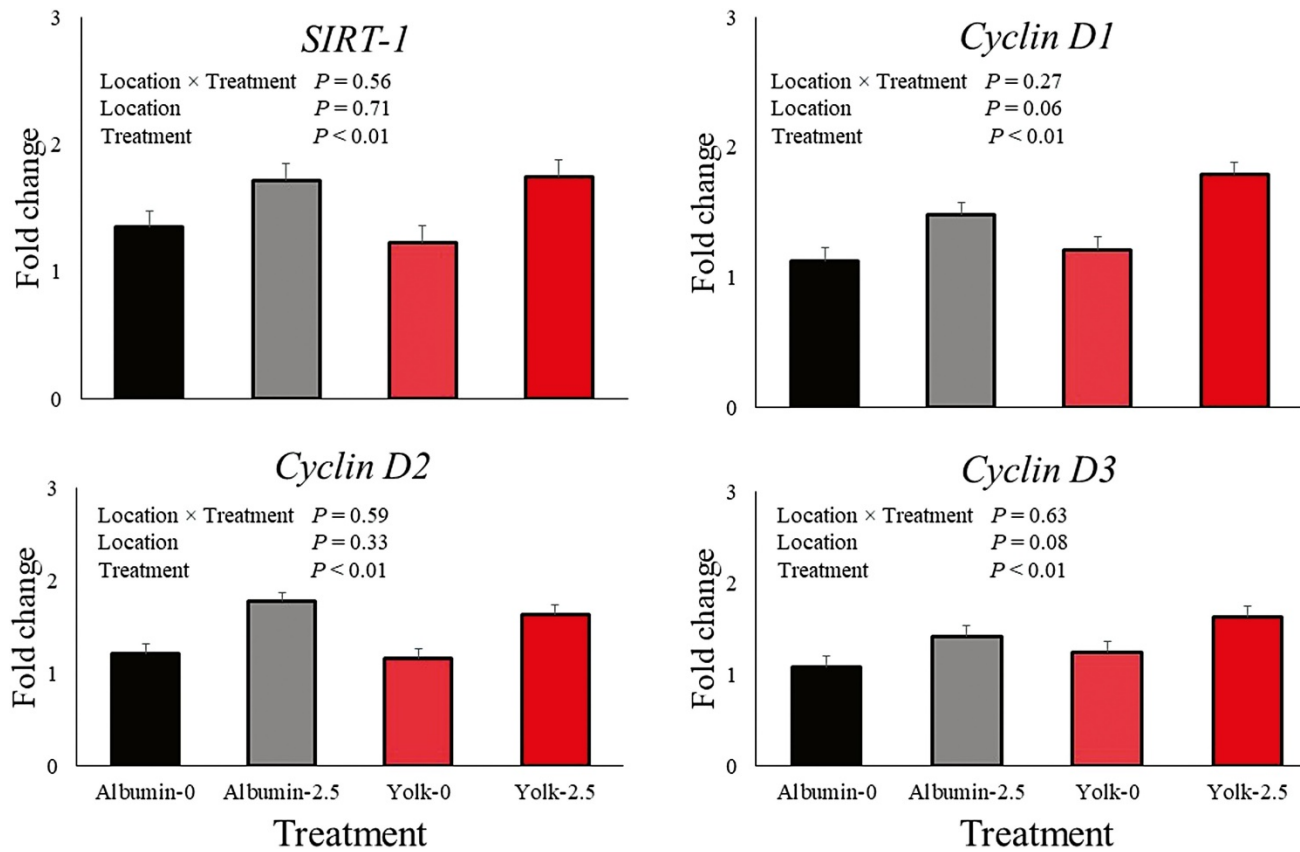 SIRT-1
Location × Treatment P = 0.56
Location P = 0.71
Treatment P < 0.01
Fold change
3
2
1
0
Cyclin D1
Location × Treatment P = 0.27
Location P = 0.06
Treatment P < 0.01
Fold change
3
2
1
0
Cyclin D2
Location × Treatment P = 0.59
Location P = 0.33
Treatment P < 0.01
Fold change
3
2
1
0
Albumin-0 Albumin-2.5 Yolk-0 Yolk-2.5
Treatment
Cyclin D3
Location × Treatment P = 0.63
Location P = 0.08
Treatment P < 0.01
Fold change
3
2
1
0
Albumin-0 Albumin-2.5 Yolk-0 Yolk-2.5
Treatment